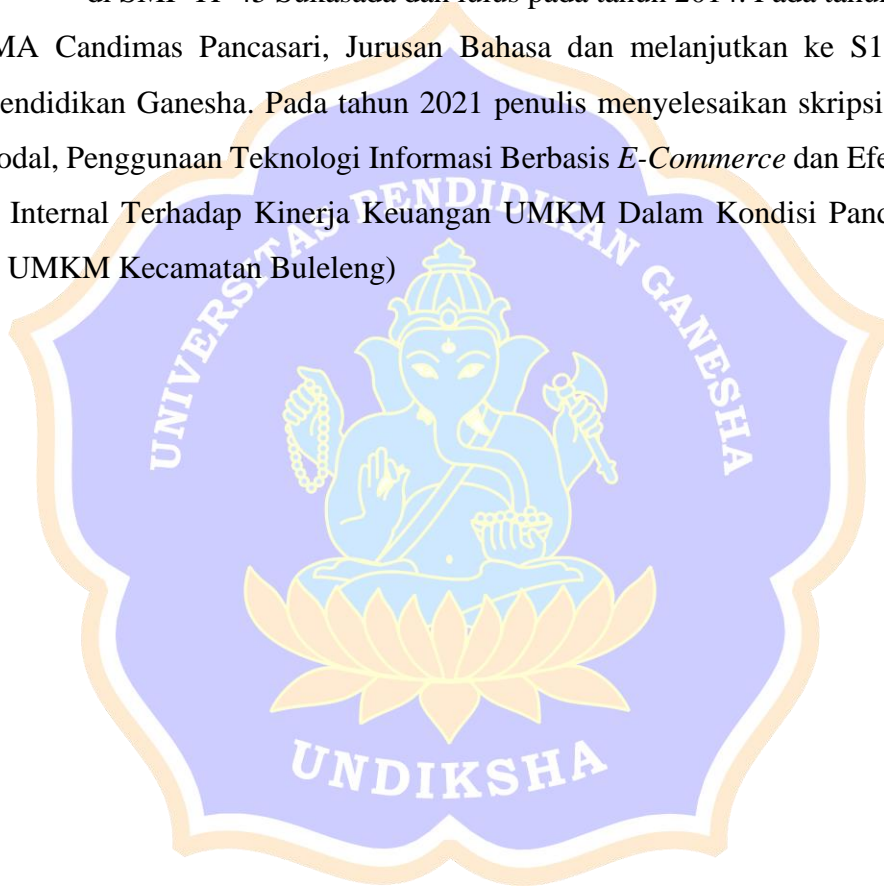 di SMP 45 Sukasada dan lulus pada tahun 2014. Pada tahun
MA Candimas Pancasari, Jurusan Bahasa dan melanjutkan ke S1
endidikan Ganesha. Pada tahun 2021 penulis menyelesaikan skripsi
odal, Penggunaan Teknologi Informasi Berbasis E-Commerce dan Efe
Internal Terhadap Kinerja Keuangan UMKM Dalam Kondisi Pand
UMKM Kecamatan Buleleng)
UNIVERSITAS PENDIDIKAN GANESHA
UNDIKSHA